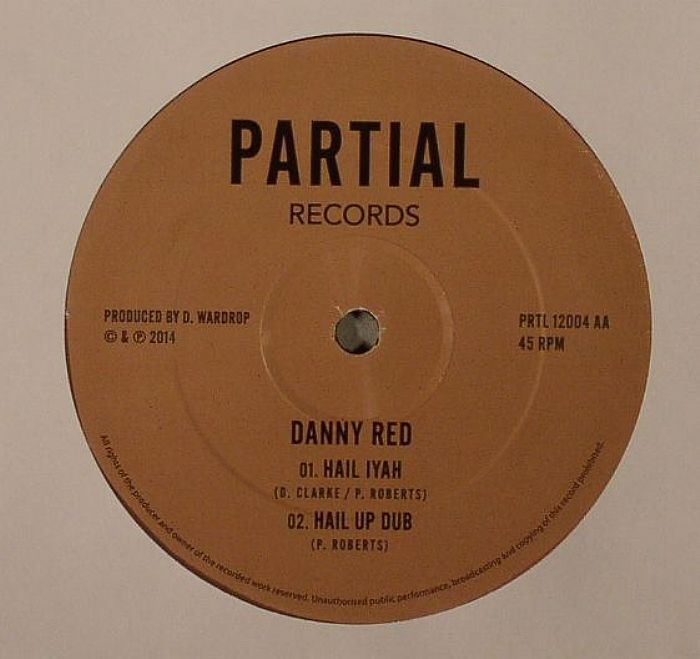 PARTIAL
RECORDS
PRODUCED BY D. WARDROP
© & ℗ 2014
PRTL 12004 AA
45 RPM
DANNY RED
01. HAIL IYAH
(D. CLARKE / P. ROBERTS)
02. HAIL UP DUB
(P. ROBERTS)
All rights of the producer and owner of the recorded work reserved. Unauthorised public performance, broadcasting and copying of this record prohibited.